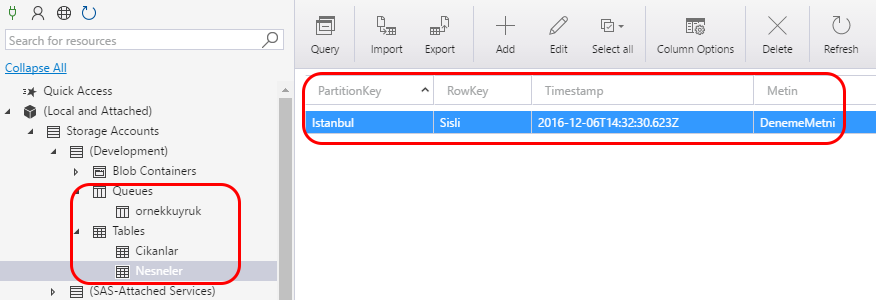 Search for resources
Collapse All
Quick Access
(Local and Attached)
Storage Accounts
(Development)
Blob Containers
Queues
ornekkuyruk
Tables
Cikanlar
Nesneler
(SAS-Attached Services)
Query Import Export Add Edit Select all Column Options Delete Refresh
PartitionKey RowKey Timestamp Metin
Istanbul Sisli 2016-12-06T14:32:30.623Z DenemeMetni